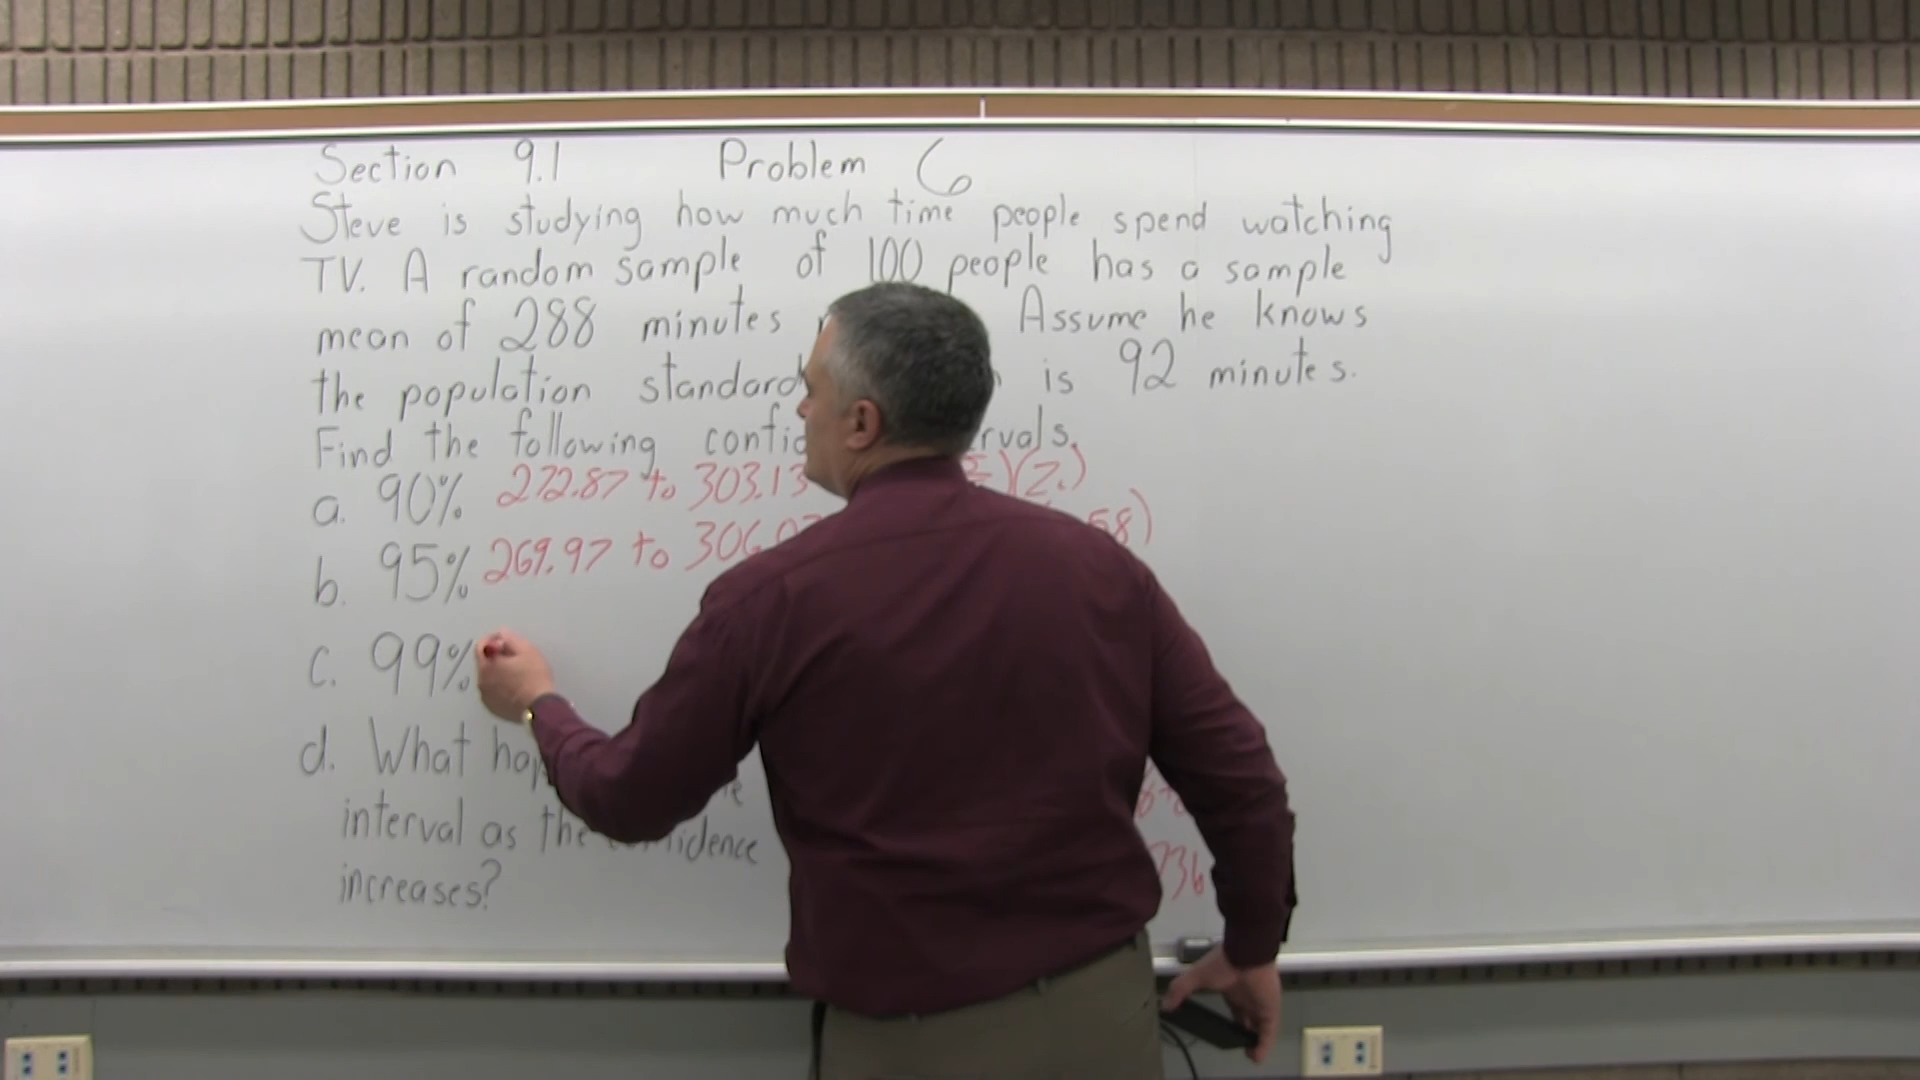 Section 9.1 Problem 6
Steve is studying how much time people spend watching
TV. A random sample of 100 people has a sample
mean of 288 minutes Assume he knows
the population standard is 92 minutes.
Find the following
a. 90% 272.87 to 303.13
b. 95% 269.97 to
c. 99%
d. What
interval as the
increases?